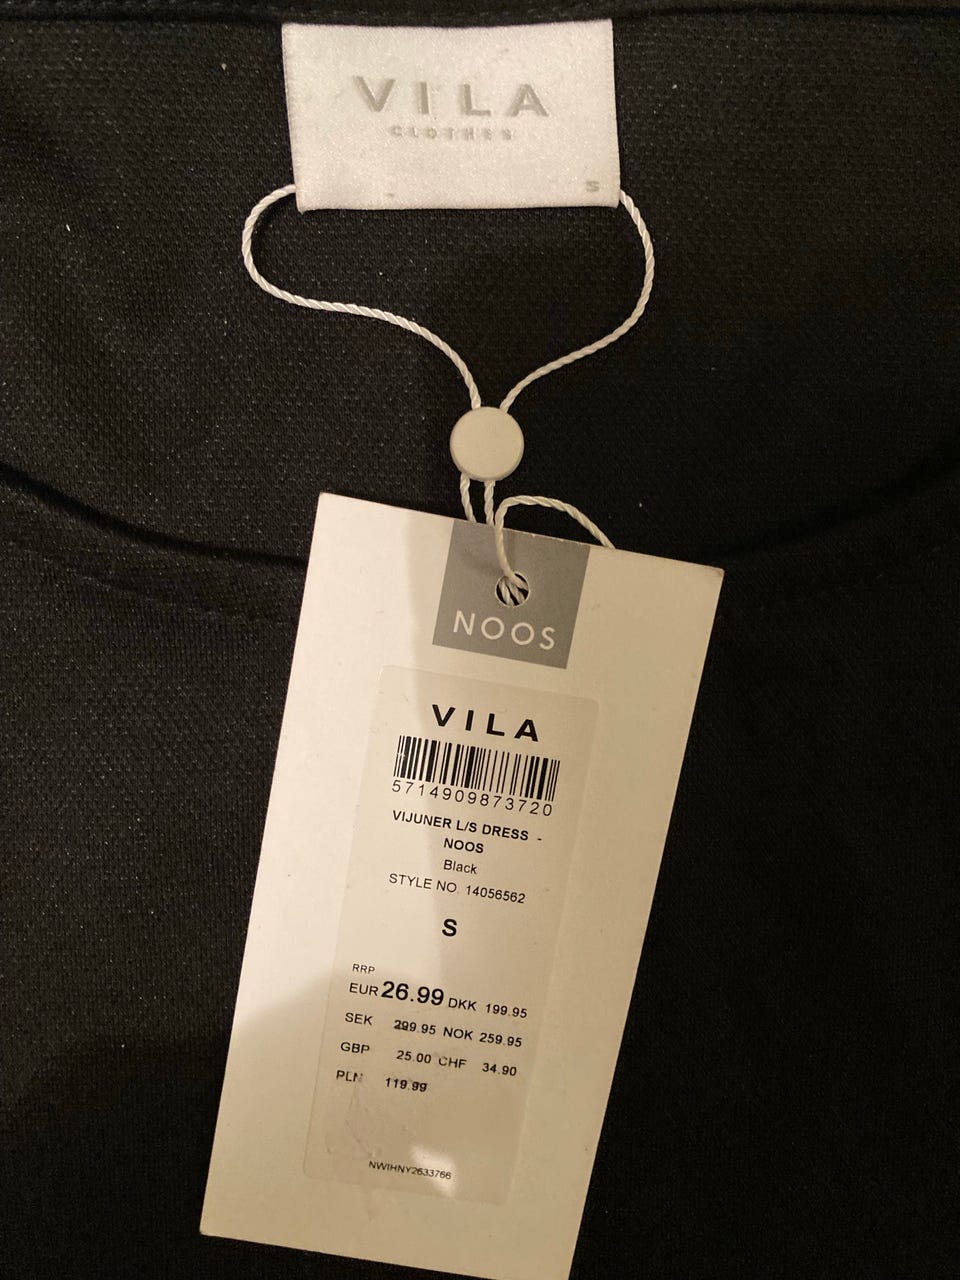 VILA
CLOTHES
S
NOOS
VILA
5714909873720
VIJUNER L/S DRESS -
NOOS
Black
STYLE NO. 14056562
S
RRP
EUR 26.99 DKK 199.95
SEK 299.95 NOK 259.95
GBP 25.00 CHF 34.90
PLN 119.99
NWIHNY2633766